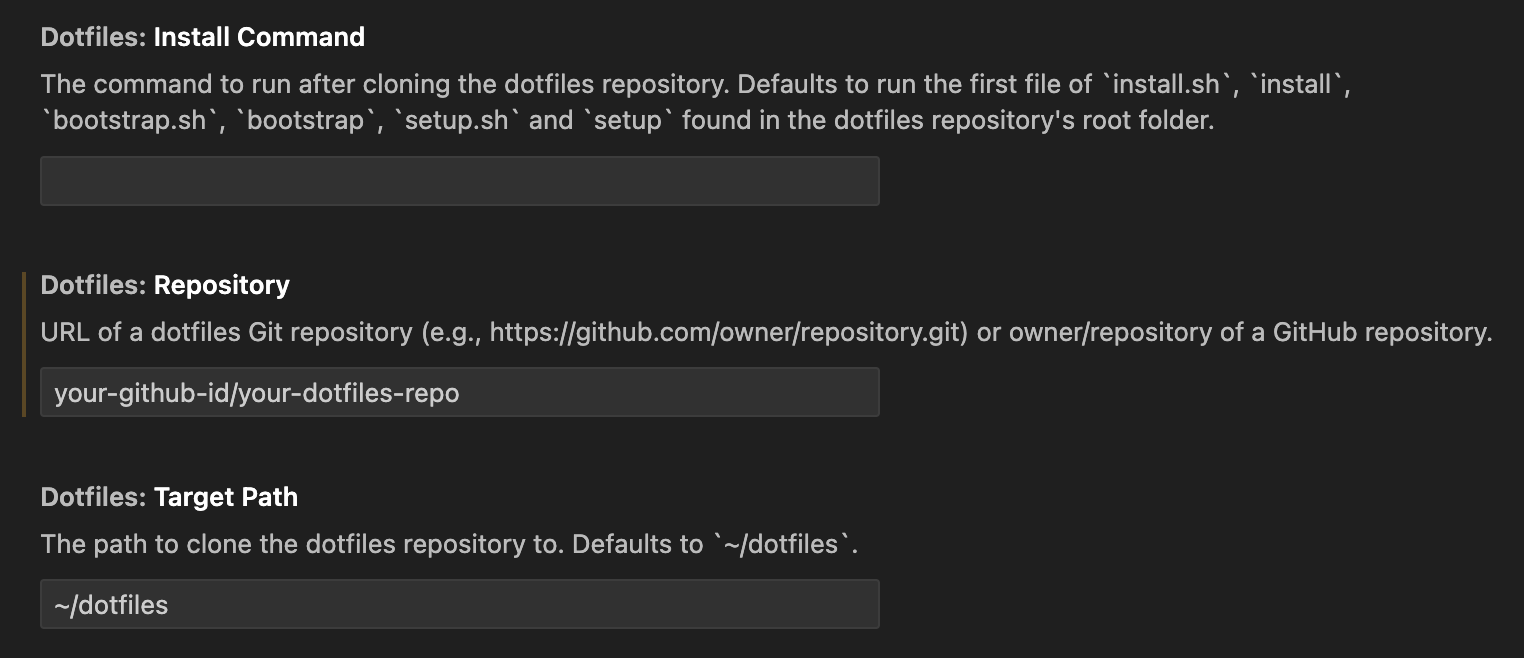 Dotfiles: Install Command
The command to run after cloning the dotfiles repository. Defaults to run the first file of `install.sh`, `install`,
`bootstrap.sh`, `bootstrap`, `setup.sh` and `setup` found in the dotfiles repository's root folder.
Dotfiles: Repository
URL of a dotfiles Git repository (e.g., https://github.com/owner/repository.git) or owner/repository of a GitHub repository.
your-github-id/your-dotfiles-repo
Dotfiles: Target Path
The path to clone the dotfiles repository to. Defaults to `~/dotfiles`.
~/dotfiles